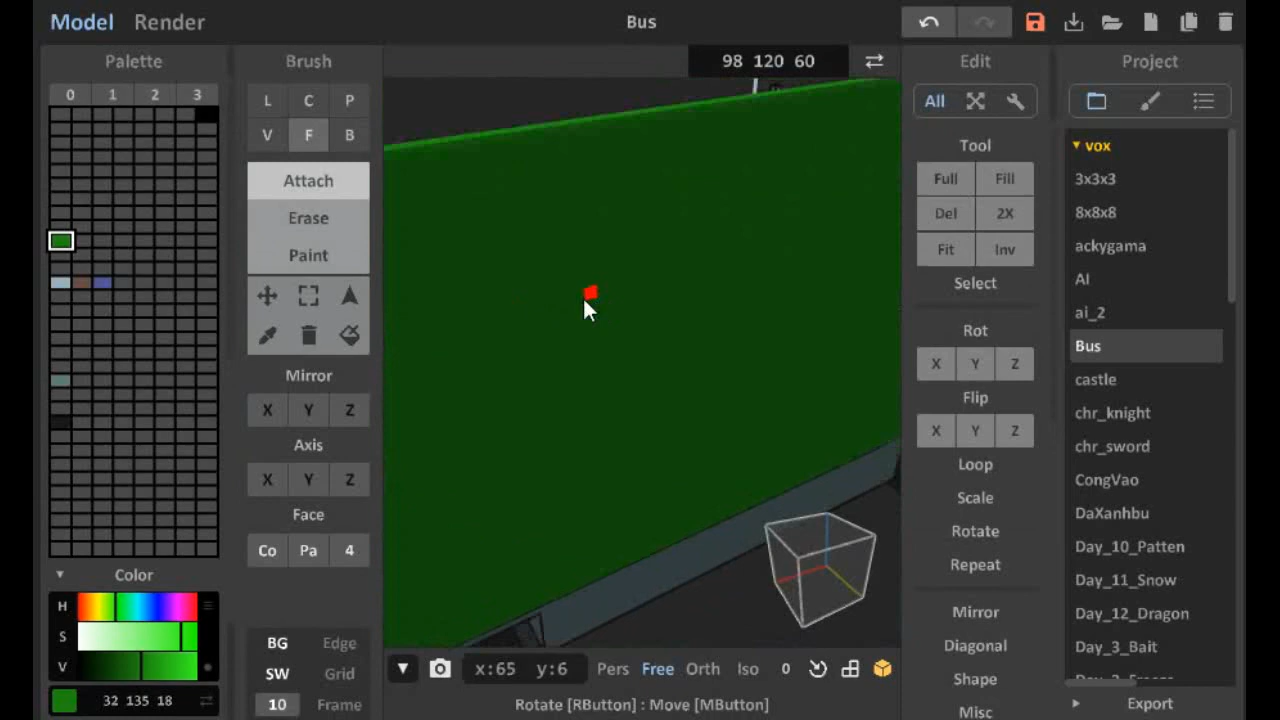 Model Render
Bus
Palette
0 1 2 3
Color
H
S
V
32 135 18
Brush
L C P
V F B
Attach
Erase
Paint
Mirror
X Y Z
Axis
X Y Z
Face
Co Pa 4
BG Edge
SW Grid
10 Frame
98 120 60
x:65 y:6 Pers Free Orth Iso 0
Rotate [RButton] : Move [MButton]
Edit
All
Tool
Full Fill
Del 2X
Fit Inv
Select
Rot
X Y Z
Flip
X Y Z
Loop
Scale
Rotate
Repeat
Mirror
Diagonal
Shape
Misc
Project
vox
3x3x3
8x8x8
ackygama
AI
ai_2
Bus
castle
chr_knight
chr_sword
CongVao
DaXanhbu
Day_10_Patten
Day_11_Snow
Day_12_Dragon
Day_3_Bait
Export